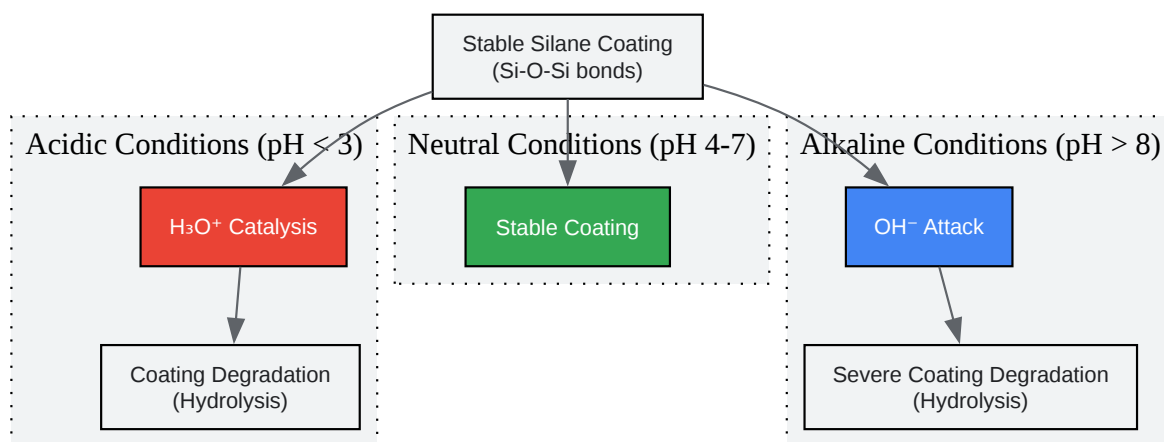 Stable Silane Coating
(Si-O-Si bonds)
Acidic Conditions (pH < 3)
Neutral Conditions (pH 4-7)
Alkaline Conditions (pH > 8)
H₃O⁺ Catalysis
Stable Coating
OH⁻ Attack
Coating Degradation
(Hydrolysis)
Severe Coating Degradation
(Hydrolysis)